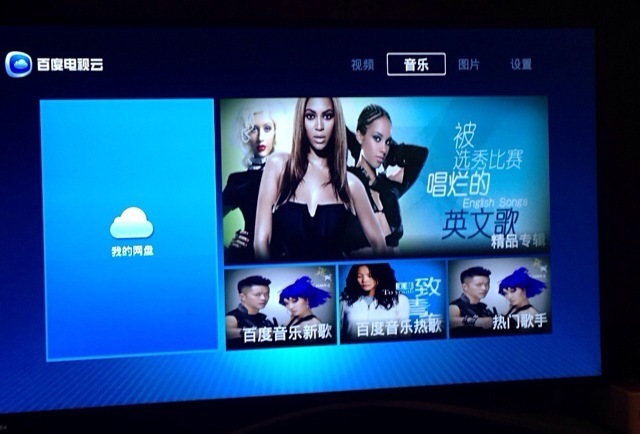 百度电视云
视频
音乐
图片
设置
我的网盘
被
选秀比赛
唱烂的
English Songs
英文歌
精品专辑
百度音乐新歌
致
青
百度音乐热歌
热门歌手